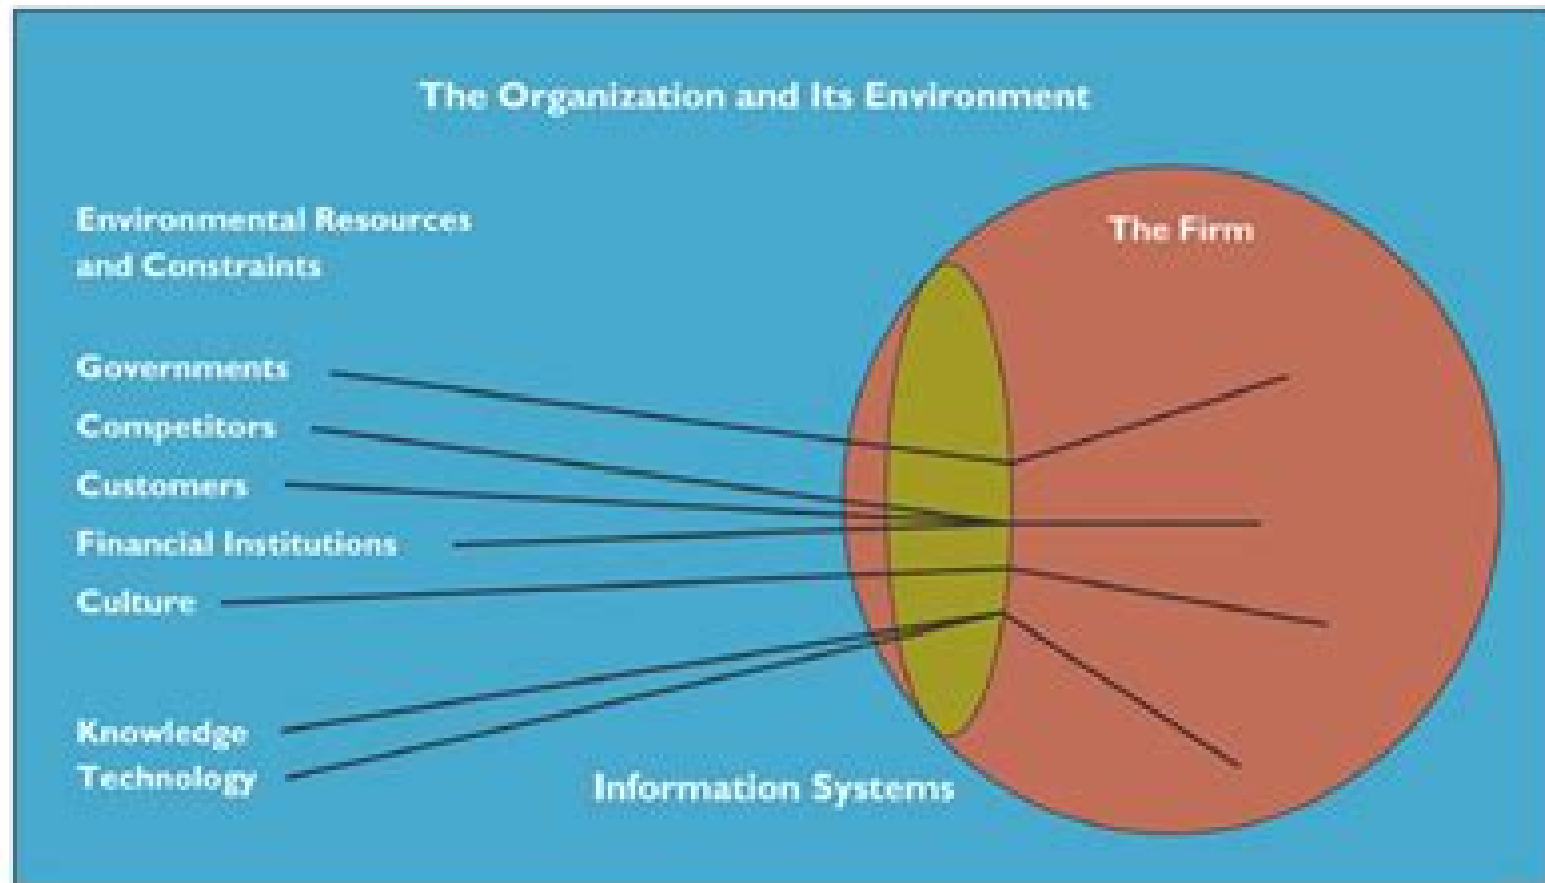 The Organization and Its Environment
Environmental Resources
and Constraints
The Firm
Governments
Competitors
Customers
Financial Institutions
Culture
Knowledge
Technology
Information Systems